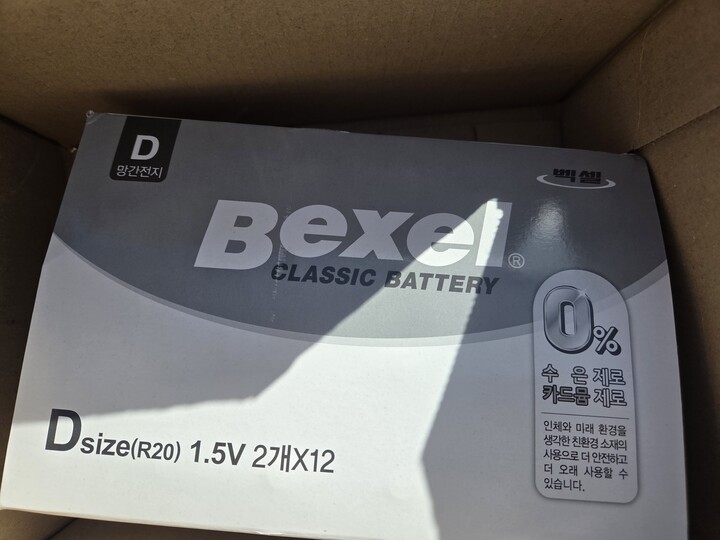 D
망간전지
벡셀
Bexel®
CLASSIC BATTERY
0%
수 은 제로
카드뮴 제로
인체와 미래 환경을
생각한 친환경 소재의
사용으로 더 안전하고
더 오래 사용할 수
있습니다.
Dsize(R20) 1.5V 2개X12